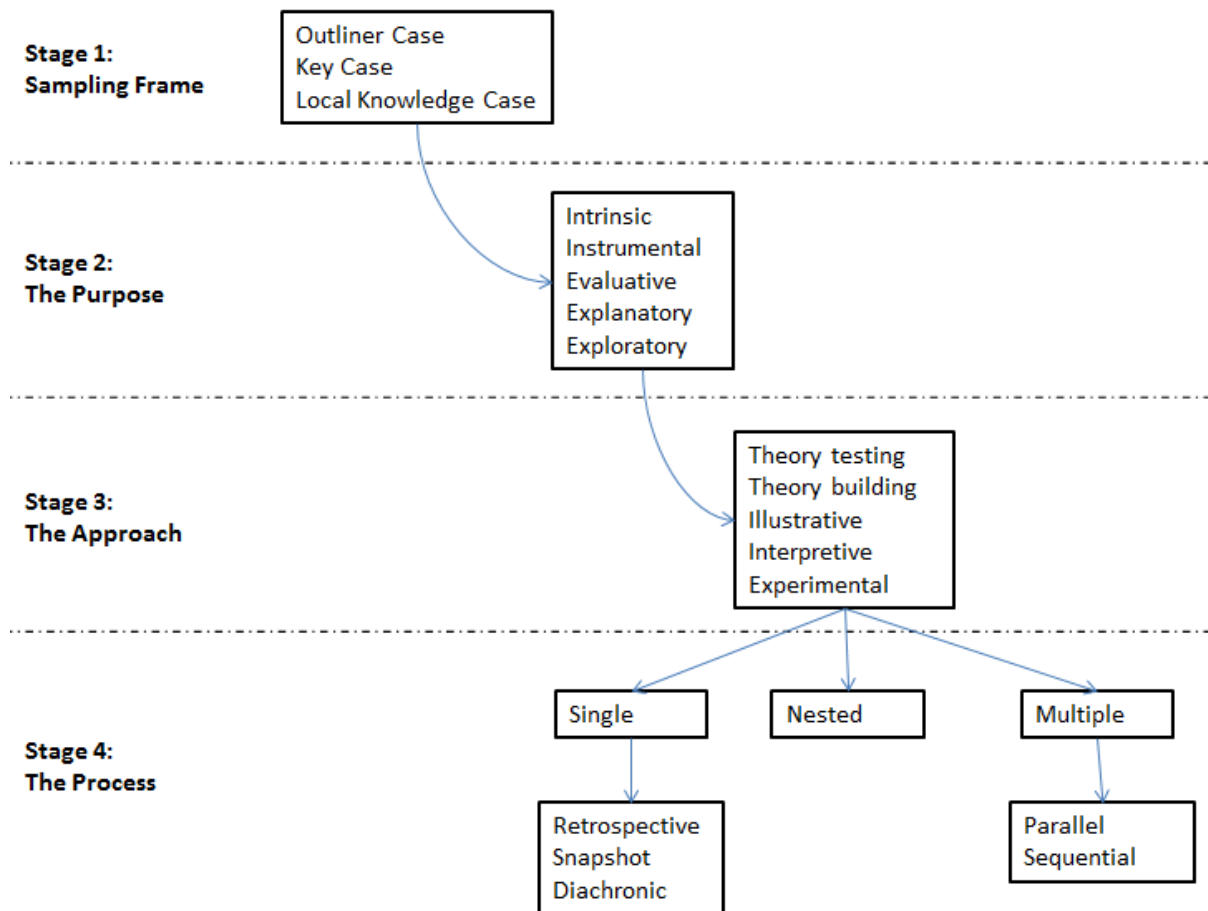 Stage 1:
Sampling Frame
Outliner Case
Key Case
Local Knowledge Case
Stage 2:
The Purpose
Intrinsic
Instrumental
Evaluative
Explanatory
Exploratory
Stage 3:
The Approach
Theory testing
Theory building
Illustrative
Interpretive
Experimental
Stage 4:
The Process
Single
Nested
Multiple
Retrospective
Snapshot
Diachronic
Parallel
Sequential